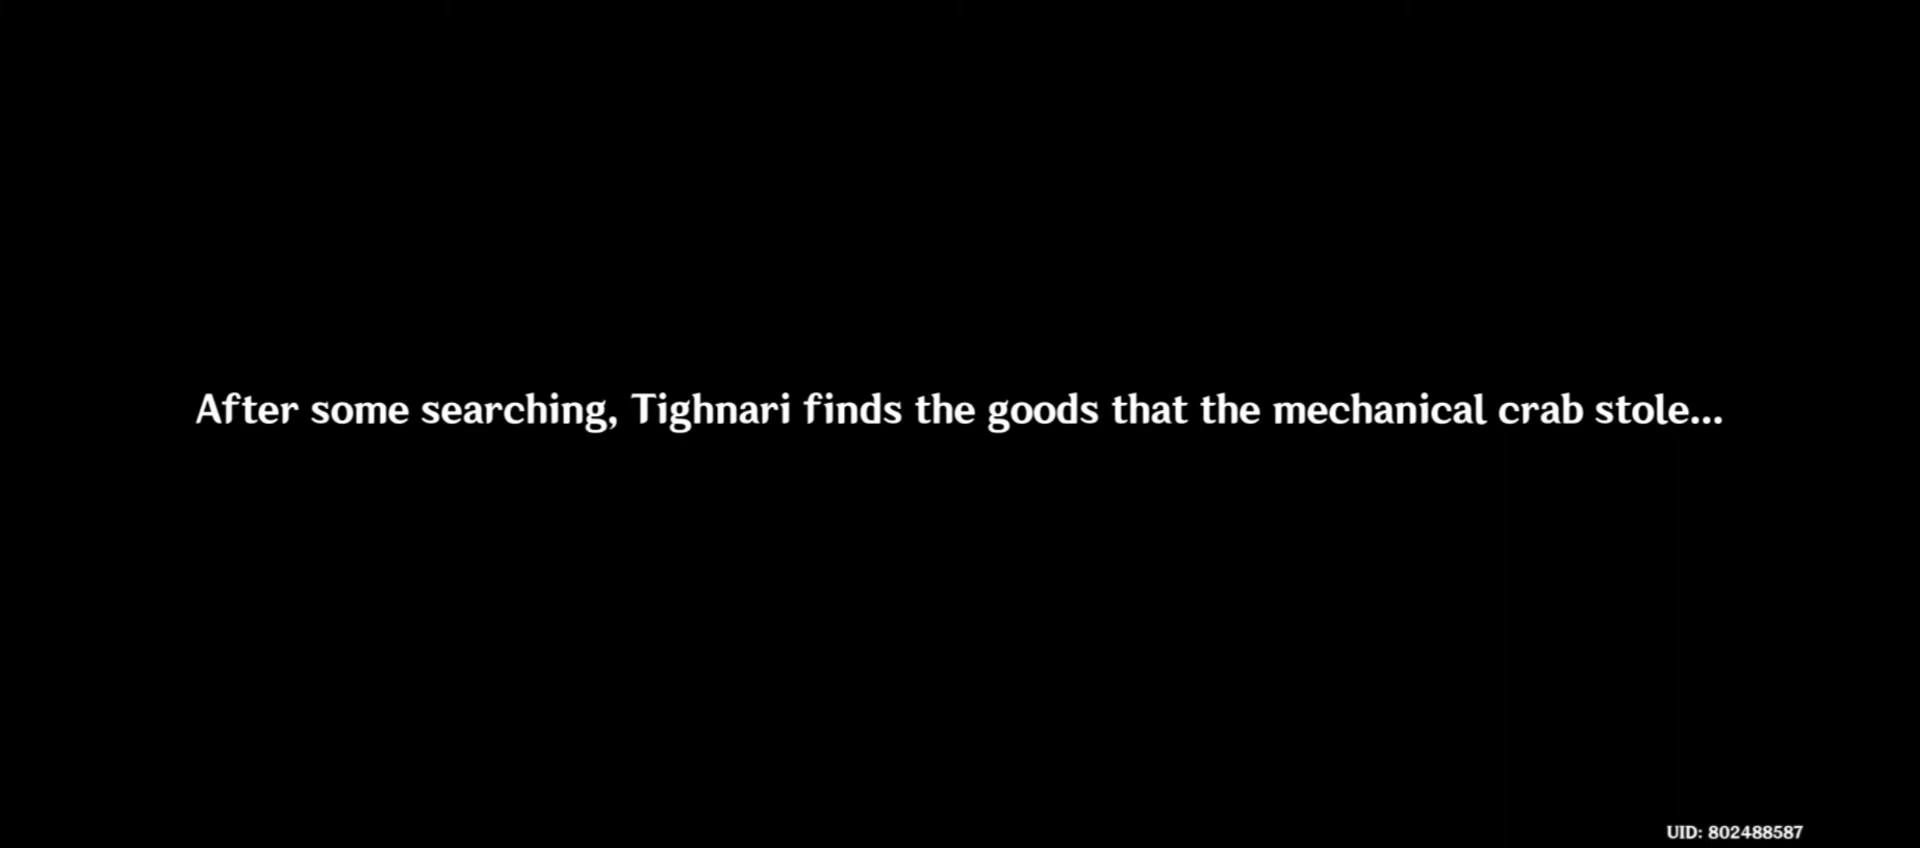 After some searching, Tighnari finds the goods that the mechanical crab stole...
UID: 802488587